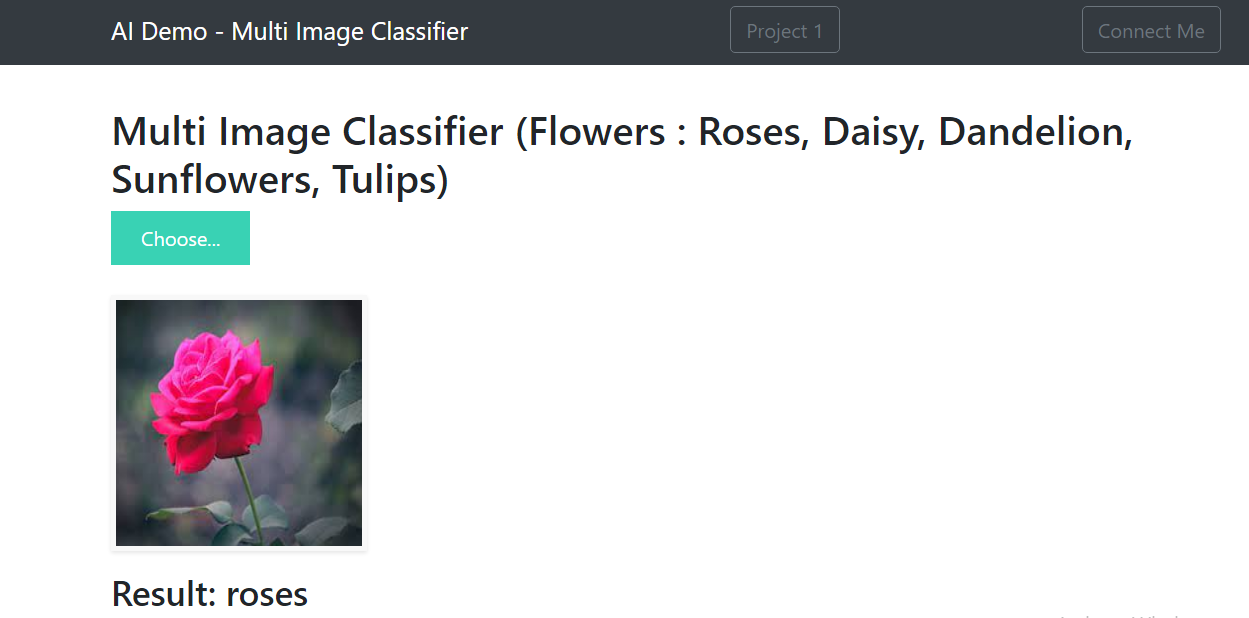 AI Demo - Multi Image Classifier
Project 1
Connect Me
Multi Image Classifier (Flowers : Roses, Daisy, Dandelion,
Sunflowers, Tulips)
Choose...
Result: roses